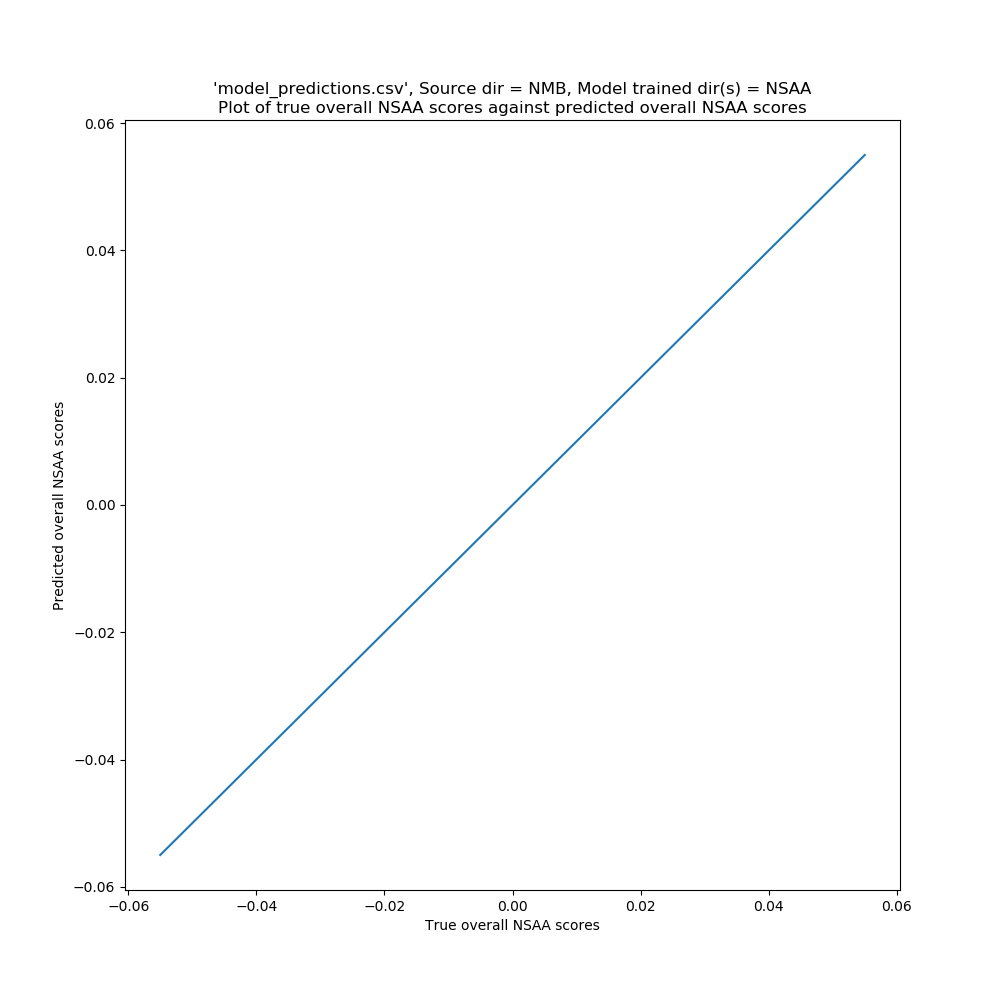 'model_predictions.csv', Source dir = NMB, Model trained dir(s) = NSAA
Plot of true overall NSAA scores against predicted overall NSAA scores
0.06
0.04
0.02
0.00
−0.02
−0.04
−0.06
Predicted overall NSAA scores
−0.06 −0.04 −0.02 0.00 0.02 0.04 0.06
True overall NSAA scores